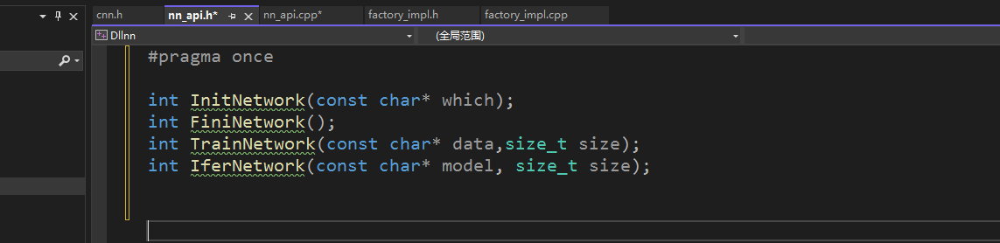 cnn.h nn_api.h* nn_api.cpp* factory_impl.h factory_impl.cpp
Dllnn (全局范围)
#pragma once
int InitNetwork(const char* which);
int FiniNetwork();
int TrainNetwork(const char* data,size_t size);
int IferNetwork(const char* model, size_t size);